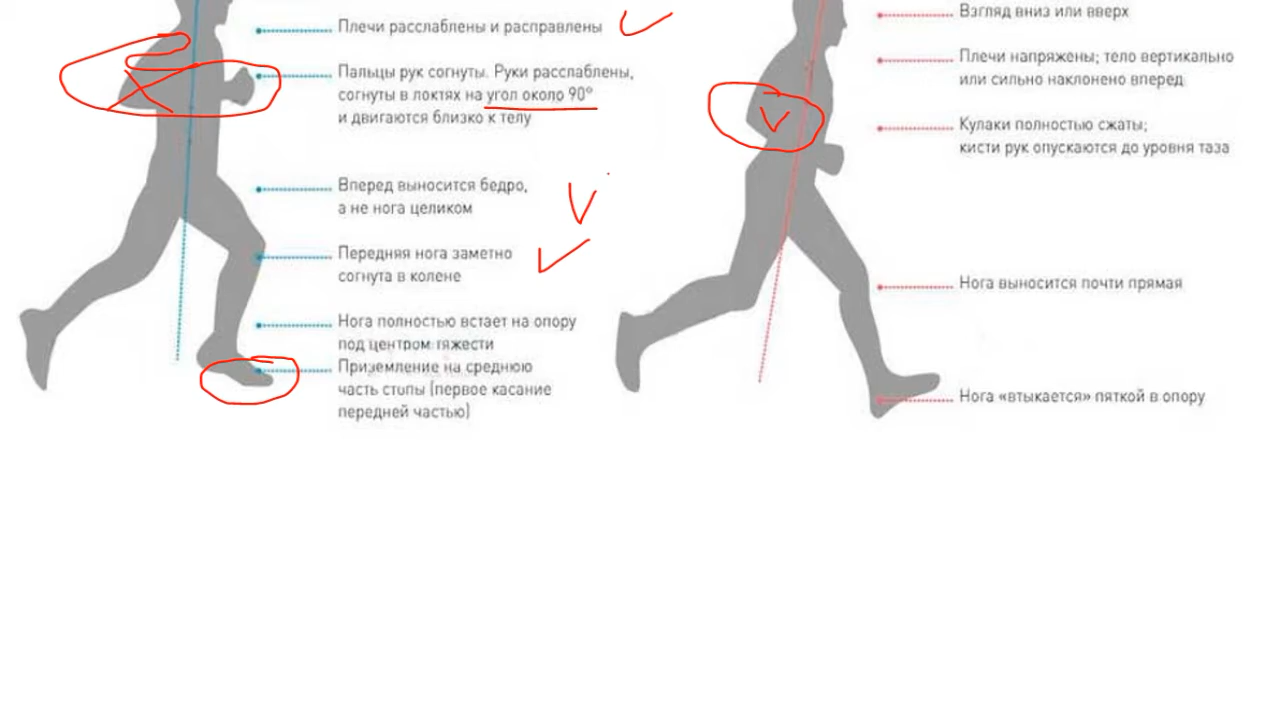 Плечи расслаблены и расправлены
Пальцы рук согнуты. Руки расслаблены,
согнуты в локтях на угол около 90°
и двигаются близко к телу
Вперед выносится бедро,
а не нога целиком
Передняя нога заметно
согнута в колене
Нога полностью встает на опору
под центром тяжести
Приземление на среднюю
часть стопы (первое касание
передней частью)
Взгляд вниз или вверх
Плечи напряжены; тело вертикально
или сильно наклонено вперед
Кулаки полностью сжаты;
кисти рук опускаются до уровня таза
Нога выносится почти прямая
Нога «втыкается» пяткой в опору